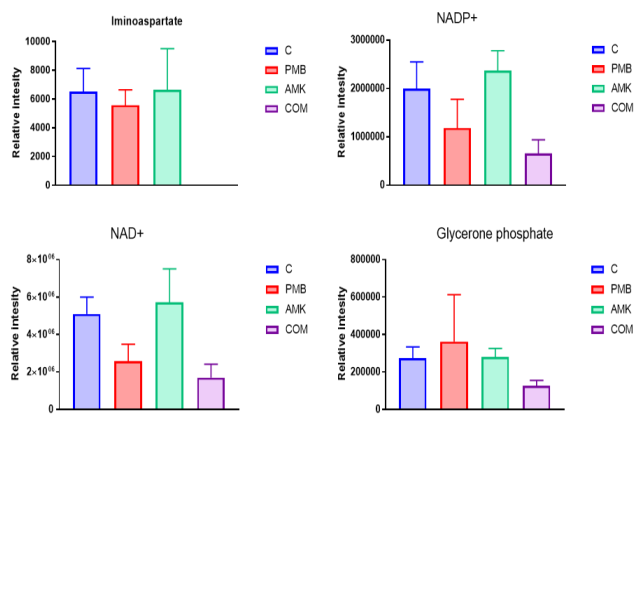 Iminoaspartate
Relative intesity
10000
8000
6000
4000
2000
0
C
PMB
AMK
COM
NADP+
Relative intesity
3000000
2000000
1000000
0
C
PMB
AMK
COM
NAD+
Relative intesity
8×10⁰⁶
6×10⁰⁶
4×10⁰⁶
2×10⁰⁶
0
C
PMB
AMK
COM
Glycerone phosphate
Relative intesity
800000
600000
400000
200000
0
C
PMB
AMK
COM